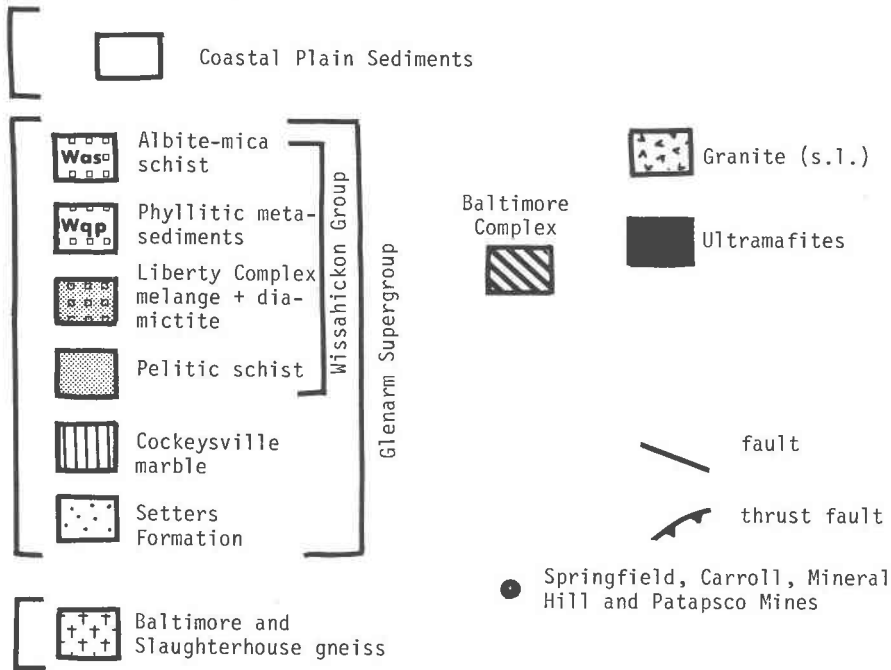 Coastal Plain Sediments
Was
Albite-mica
schist
Wqp
Phyllitic meta-
sediments
Liberty Complex
melange + dia-
mictite
Pelitic schist
Cockeysville
marble
Setters
Formation
Wissahickon Group
Glenarm Supergroup
Baltimore and
Slaughterhouse gneiss
Baltimore
Complex
Granite (s.l.)
Ultramafites
fault
thrust fault
Springfield, Carroll, Mineral
Hill and Patapsco Mines